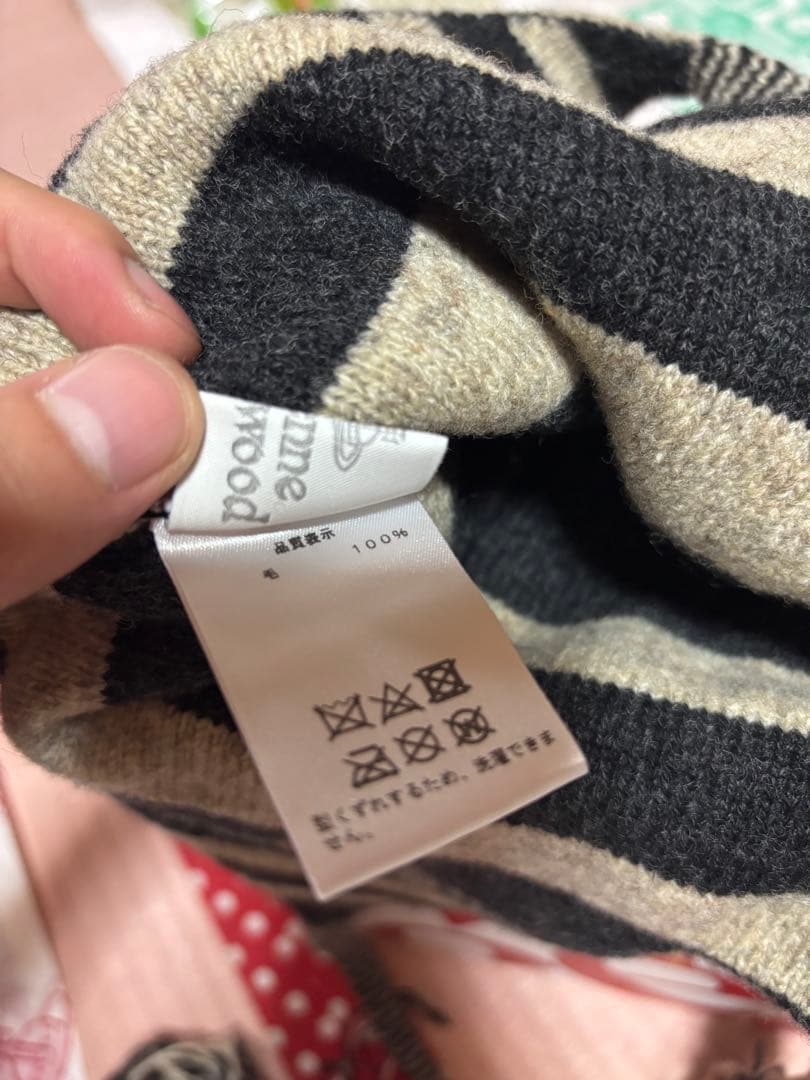 nne
wood
品質表示
毛 100%
型くずれするため、洗濯できま
せん。